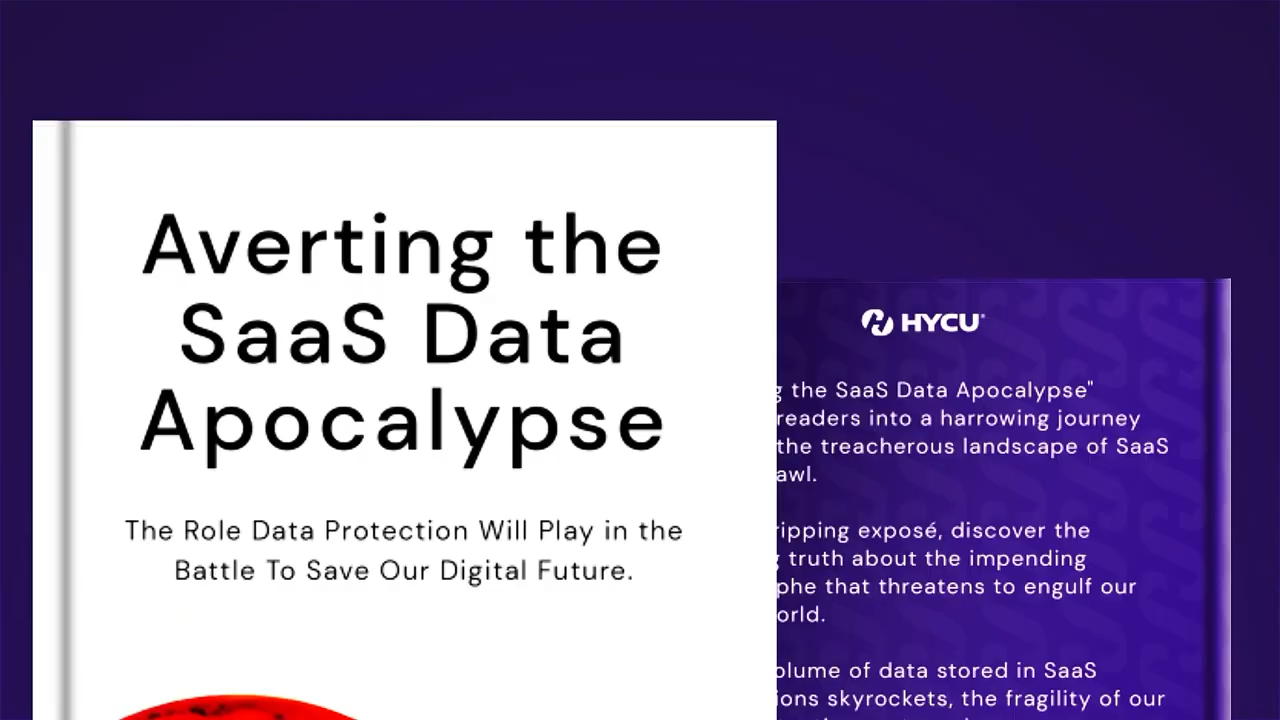 Averting the
SaaS Data
Apocalypse
The Role Data Protection Will Play in the
Battle To Save Our Digital Future.
HYCU®
the SaaS Data Apocalypse"
readers into a harrowing journey
the treacherous landscape of SaaS
awl.
ripping exposé, discover the
truth about the impending
phe that threatens to engulf our
orld.
olume of data stored in SaaS
ions skyrockets, the fragility of our